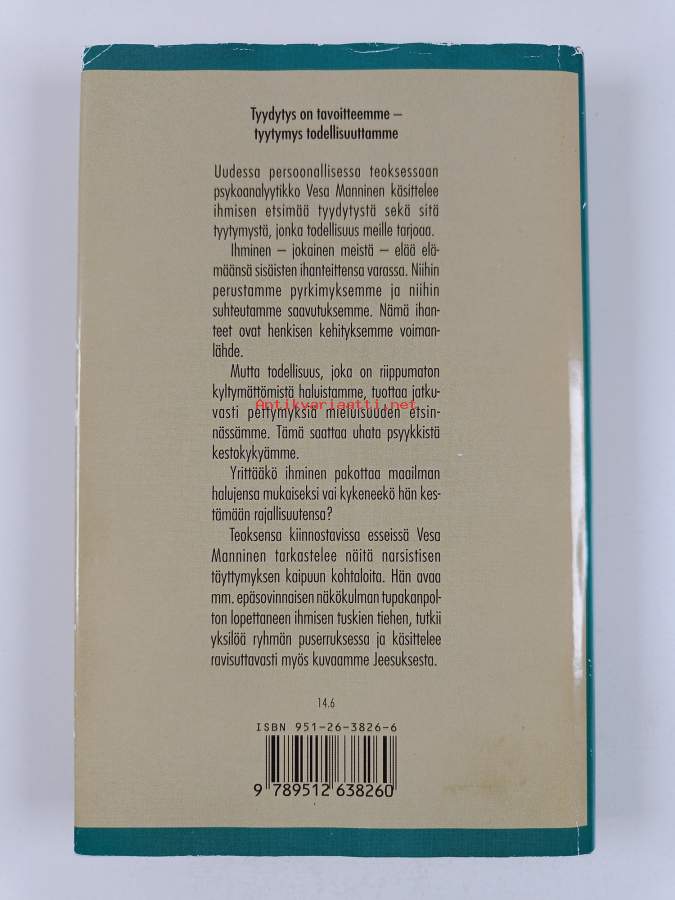 Tyydytys on tavoitteemme –
tyytymys todellisuuttamme
Uudessa persoonallisessa teoksessaan
psykoanalyytikko Vesa Manninen käsittelee
ihmisen etsimää tyydytystä sekä sitä
tyytymystä, jonka todellisuus meille tarjoaa.
Ihminen – jokainen meistä – elää elä-
määnsä sisäisten ihanteittensa varassa. Niihin
perustamme pyrkimyksemme ja niihin
suhteutamme saavutuksemme. Nämä ihan-
teet ovat henkisen kehityksemme voiman-
lähde.
Mutta todellisuus, joka on riippumaton
kyltymättömistä haluistamme, tuottaa jatku-
Antikvariaatti.net
vasti pettymyksiä mieluisuuden etsin-
nässämme. Tämä saattaa uhata psyykkistä
kestokykyämme.
Yrittääkö ihminen pakottaa maailman
halujensa mukaiseksi vai kykeneekö hän kes-
tämään rajallisuutensa?
Teoksensa kiinnostavissa esseissä Vesa
Manninen tarkastelee näitä narsistisen
täyttymyksen kaipuun kohtaloita. Hän avaa
mm. epäsovinnaisen näkökulman tupakanpol-
ton lopettaneen ihmisen tuskien tiehen, tutkii
yksilöä ryhmän puserruksessa ja käsittelee
ravisuttavasti myös kuvaamme Jeesuksesta.
14.6
ISBN 951-26-3826-6
9 789512 638260